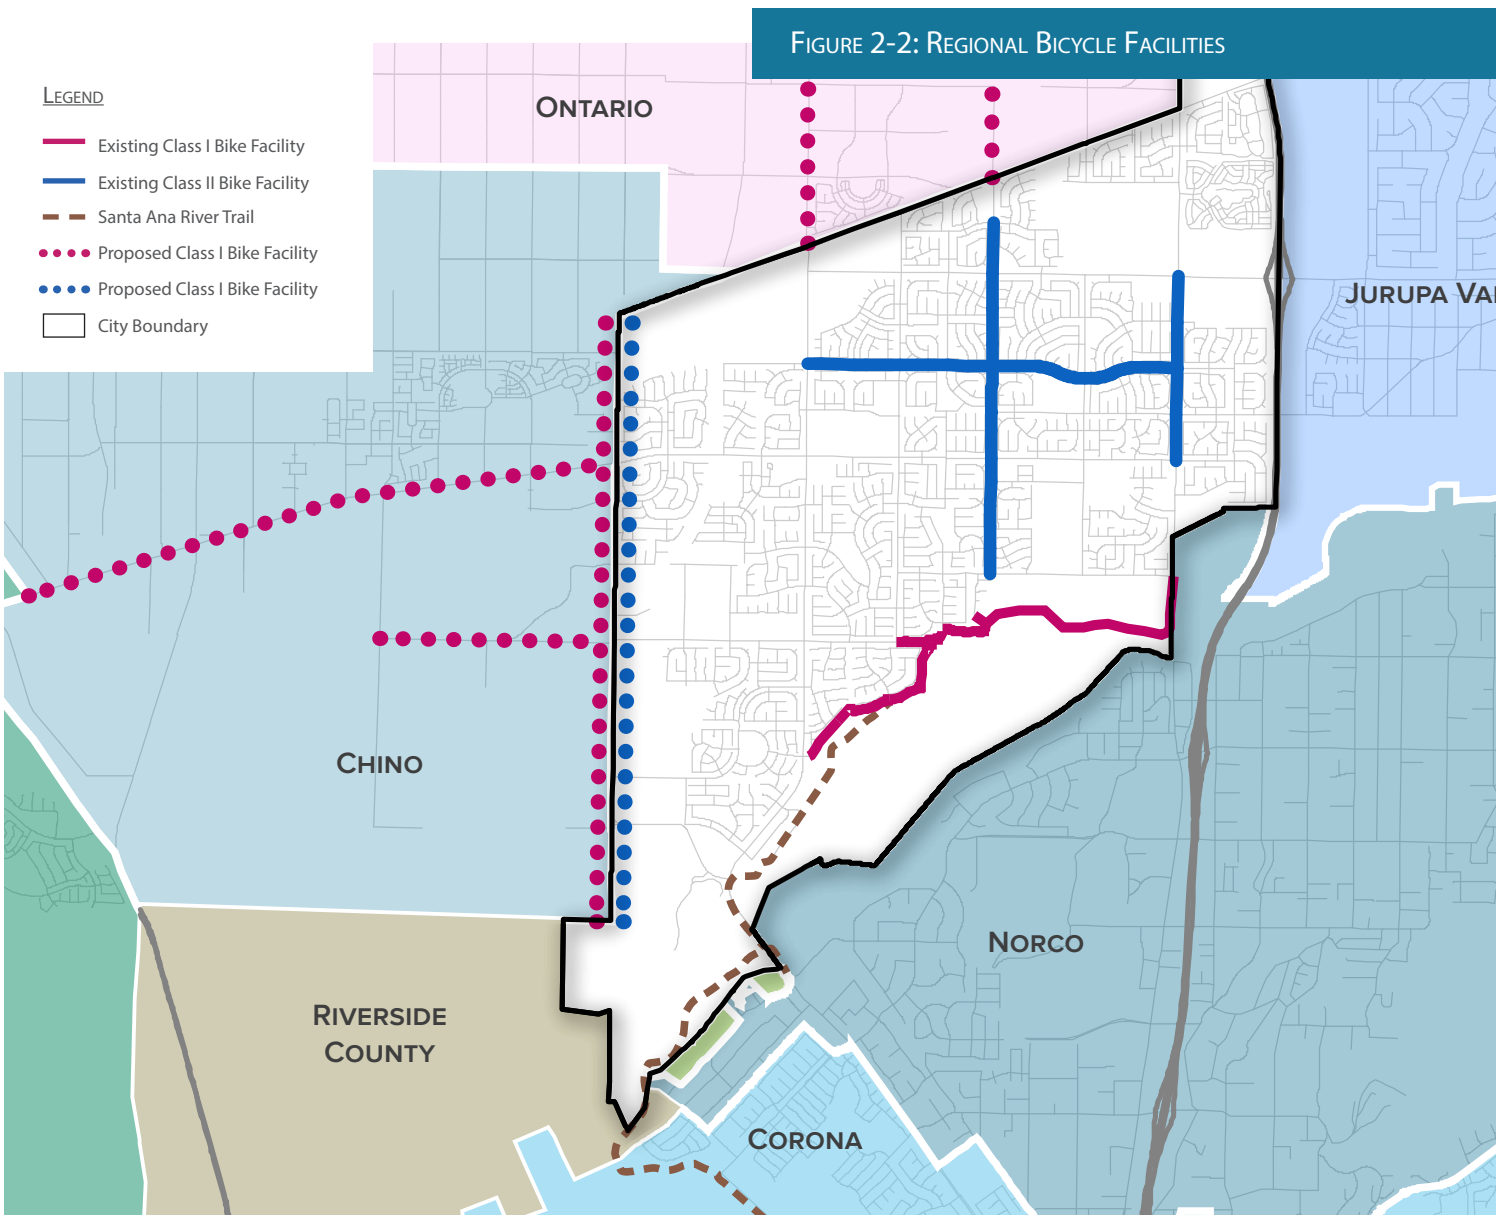 FIGURE 2-2: REGIONAL BICYCLE FACILITIES
LEGEND
Existing Class I Bike Facility
Existing Class II Bike Facility
Santa Ana River Trail
Proposed Class I Bike Facility
Proposed Class I Bike Facility
City Boundary
ONTARIO
JURUPA VA
CHINO
NORCO
RIVERSIDE
COUNTY
CORONA